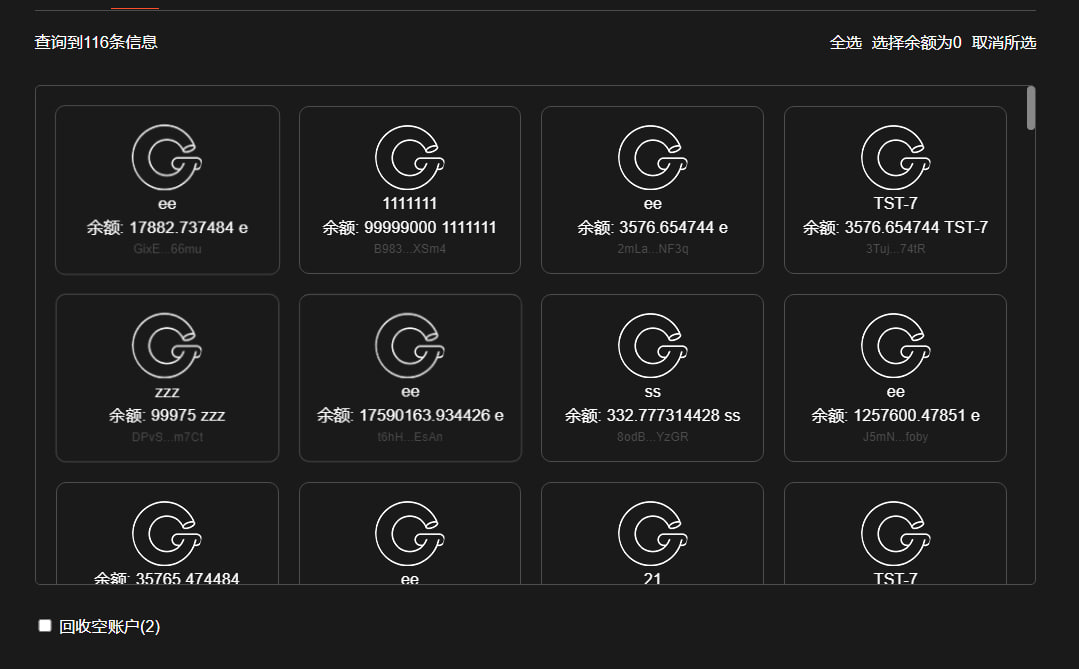 查询到116条信息
全选 选择余额为0 取消所选
ee
余额: 17882.737484 e
GixE...66mu
1111111
余额: 99999000 1111111
B983...XSm4
ee
余额: 3576.654744 e
2mLa...NF3q
TST-7
余额: 3576.654744 TST-7
3Tuj...74tR
zzz
余额: 99975 zzz
DPvS...m7Ct
ee
余额: 17590163.934426 e
t6hH...EsAn
ss
余额: 332.777314428 ss
8odB...YzGR
ee
余额: 1257600.47851 e
J5mN...foby
余额: 35765.474484
ee
21
TST-7
回收空账户(2)